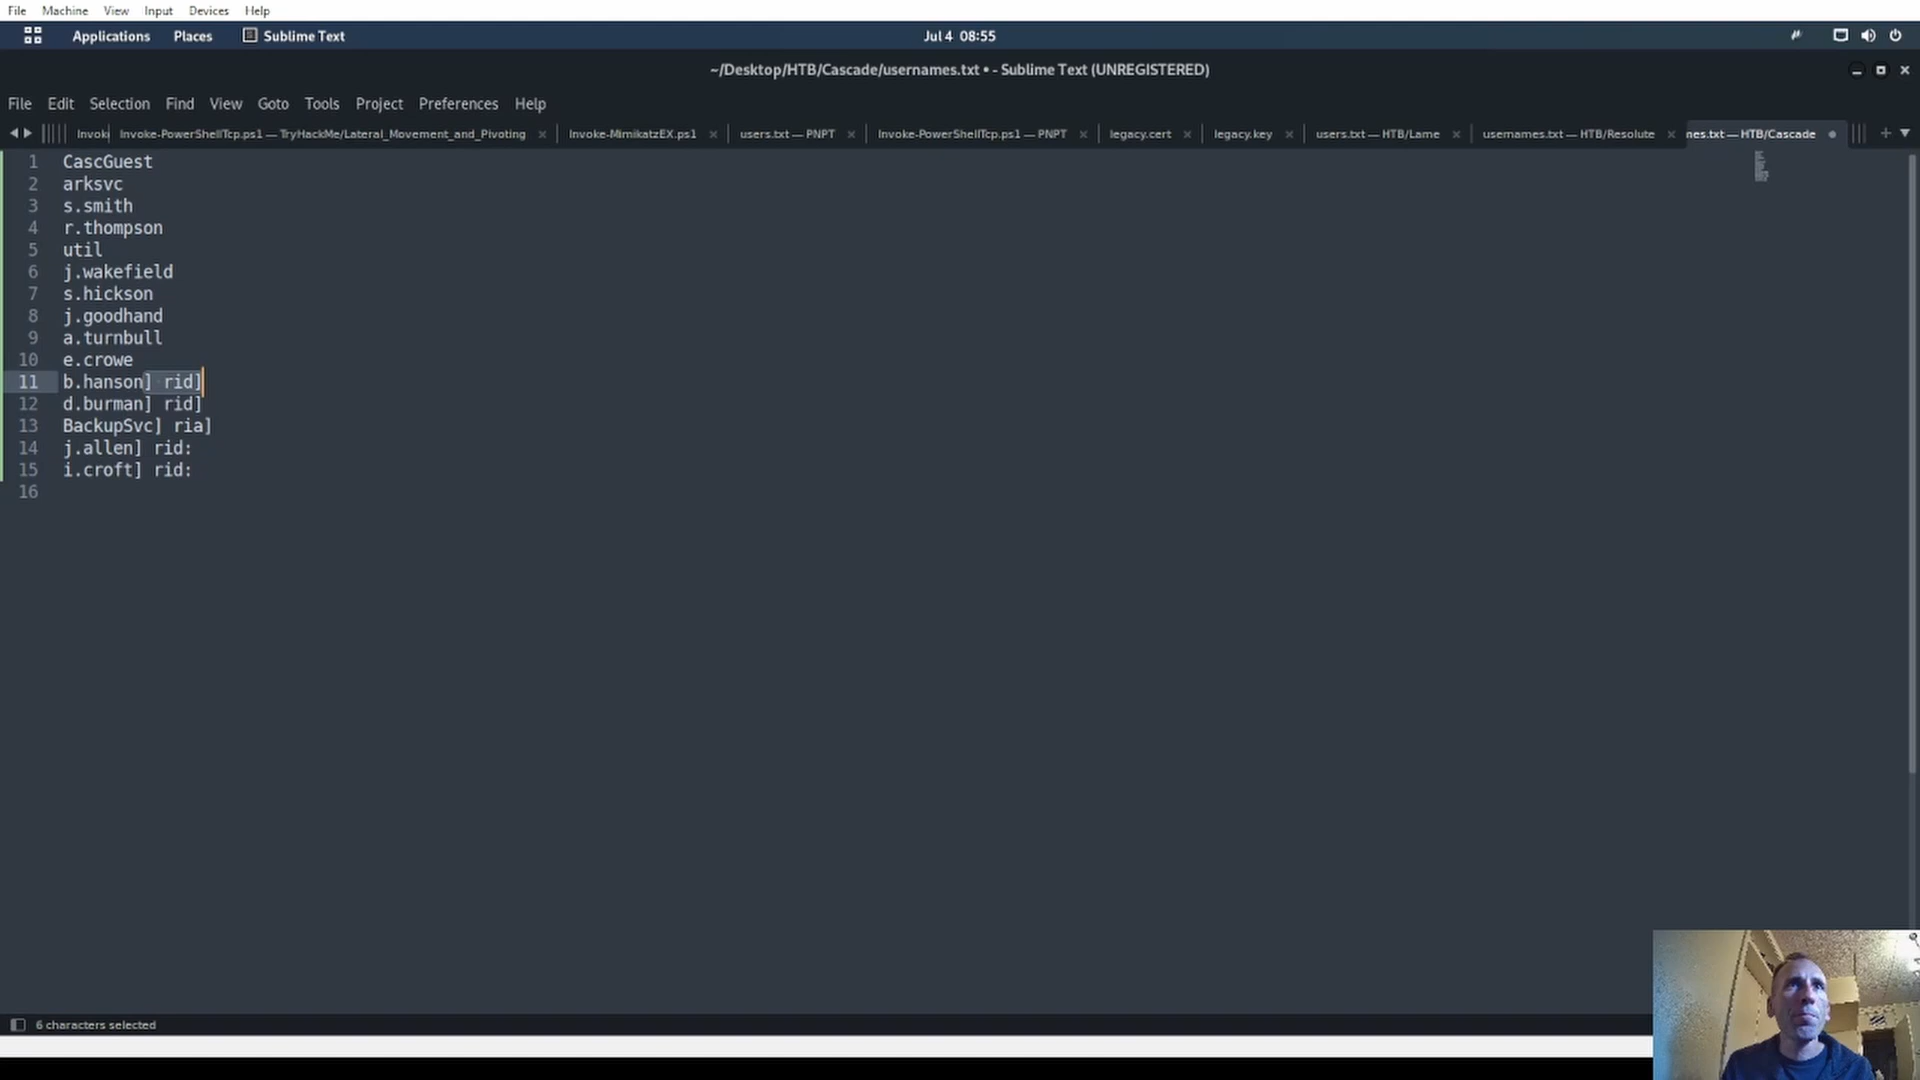 File Machine View Input Devices Help
Applications Places Sublime Text Jul 4 08:55
~/Desktop/HTB/Cascade/usernames.txt • - Sublime Text (UNREGISTERED)
File Edit Selection Find View Goto Tools Project Preferences Help
Invok Invoke-PowerShellTcp.ps1 — TryHackMe/Lateral_Movement_and_Pivoting Invoke-MimikatzEX.ps1 users.txt — PNPT Invoke-PowerShellTcp.ps1 — PNPT legacy.cert legacy.key users.txt — HTB/Lame usernames.txt — HTB/Resolute nes.txt — HTB/Cascade
1 CascGuest
2 arksvc
3 s.smith
4 r.thompson
5 util
6 j.wakefield
7 s.hickson
8 j.goodhand
9 a.turnbull
10 e.crowe
11 b.hanson] rid]
12 d.burman] rid]
13 BackupSvc] ria]
14 j.allen] rid:
15 i.croft] rid:
16
6 characters selected